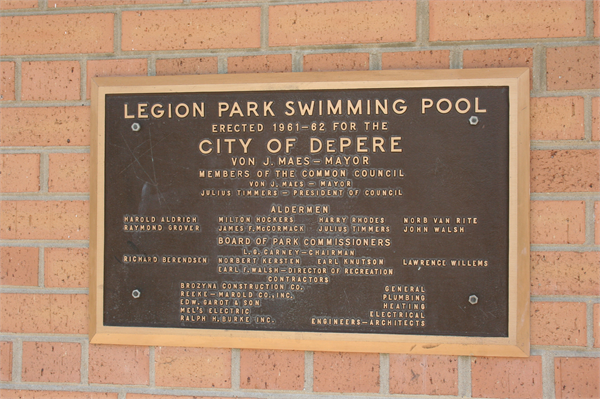 LEGION PARK SWIMMING POOL
ERECTED 1961-62 FOR THE
CITY OF DEPERE
VON J. MAES - MAYOR
MEMBERS OF THE COMMON COUNCIL
VON J. MAES - MAYOR
JULIUS TIMMERS - PRESIDENT OF COUNCIL
ALDERMEN
HAROLD ALDRICH MILTON HOCKERS HARRY RHODES NORB VAN RITE
RAYMOND GROVER JAMES F. MCCORMACK JULIUS TIMMERS JOHN WALSH
BOARD OF PARK COMMISSIONERS
L.G. CARNEY - CHAIRMAN
RICHARD BERENDSEN NORBERT KERSTEN EARL KNUTSON LAWRENCE WILLEMS
EARL F. WALSH - DIRECTOR OF RECREATION
CONTRACTORS
BROZYNA CONSTRUCTION CO. GENERAL
REEKE - MAROLD CO., INC. PLUMBING
EDW. GAROT & SON HEATING
MEL'S ELECTRIC ELECTRICAL
RALPH H. BURKE INC. ENGINEERS - ARCHITECTS